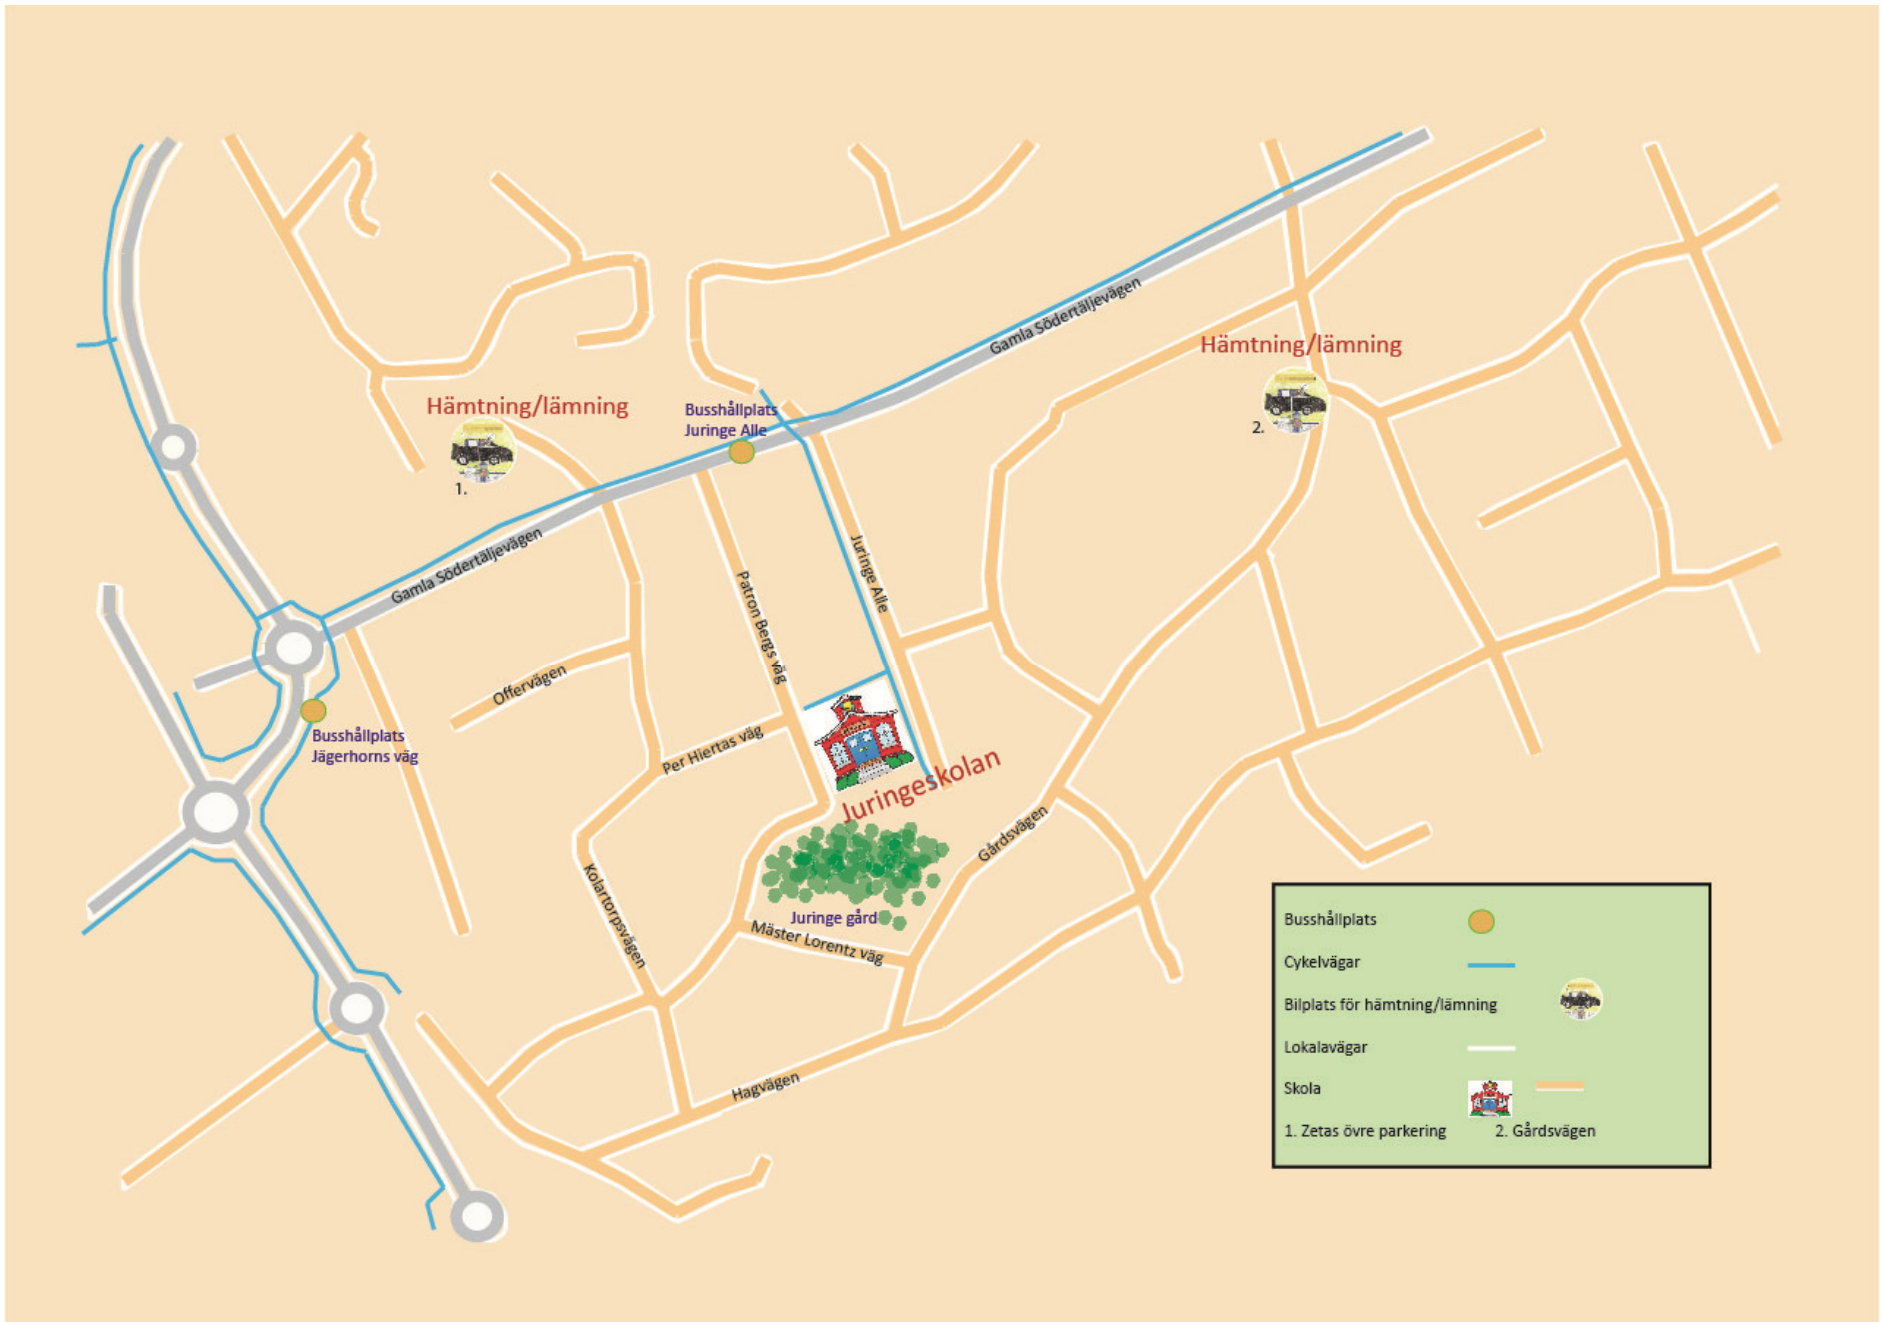 Gamla Södertäljevägen
Hämtning/lämning
Hämtning/lämning
Busshållplats
Juringe Alle
2.
1.
Gamla Södertäljevägen
Juringe Alle
Patron Bergs väg
Offervägen
Busshållplats
Jägerhorns väg
Per Hiertas väg
Juringeskolan
Gårdsvägen
Kolartorpsvägen
Juringe gård
Mäster Lorentz väg
Hagvägen
Busshållplats
Cykelvägar
Bilplats för hämtning/lämning
Lokalavägar
Skola
1. Zetas övre parkering 2. Gårdsvägen